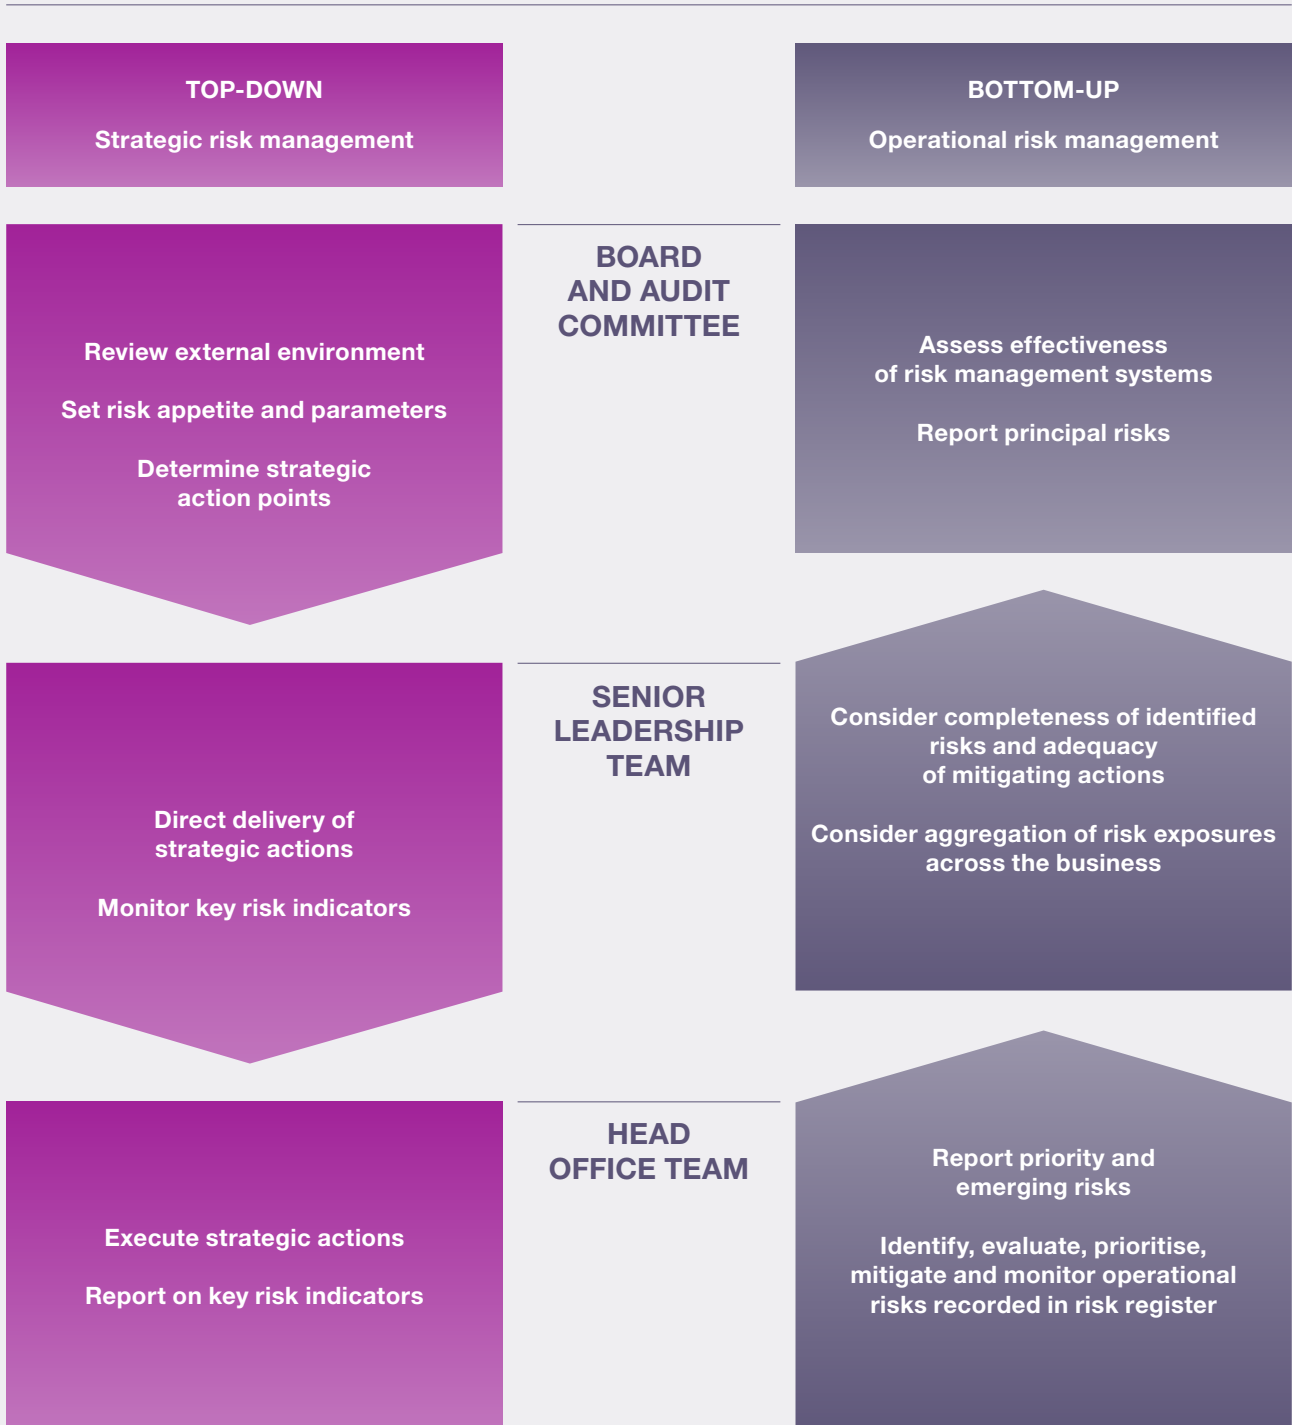 TOP-DOWN
Strategic risk management
BOTTOM-UP
Operational risk management
Review external environment
Set risk appetite and parameters
Determine strategic
action points
BOARD
AND AUDIT
COMMITTEE
Assess effectiveness
of risk management systems
Report principal risks
Direct delivery of
strategic actions
Monitor key risk indicators
SENIOR
LEADERSHIP
TEAM
Consider completeness of identified
risks and adequacy
of mitigating actions
Consider aggregation of risk exposures
across the business
Execute strategic actions
Report on key risk indicators
HEAD
OFFICE TEAM
Report priority and
emerging risks
Identify, evaluate, prioritise,
mitigate and monitor operational
risks recorded in risk register